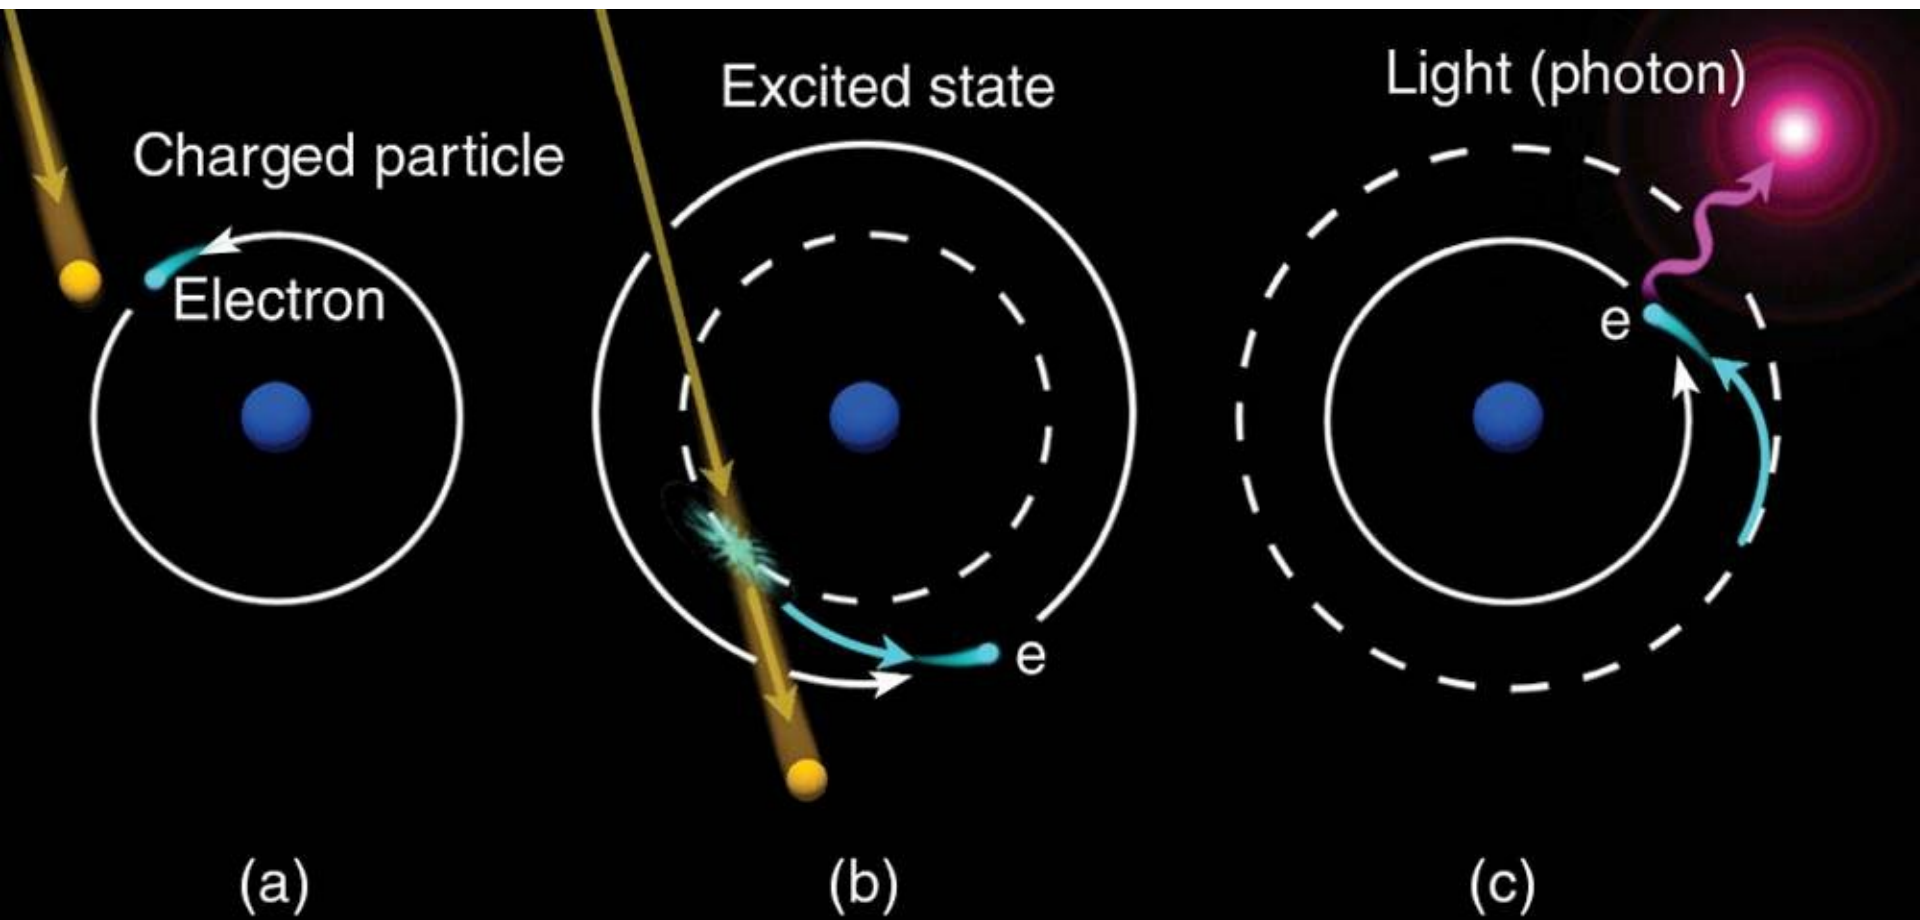 Charged particle
Electron
(a)
Excited state
e
(b)
Light (photon)
e
(c)